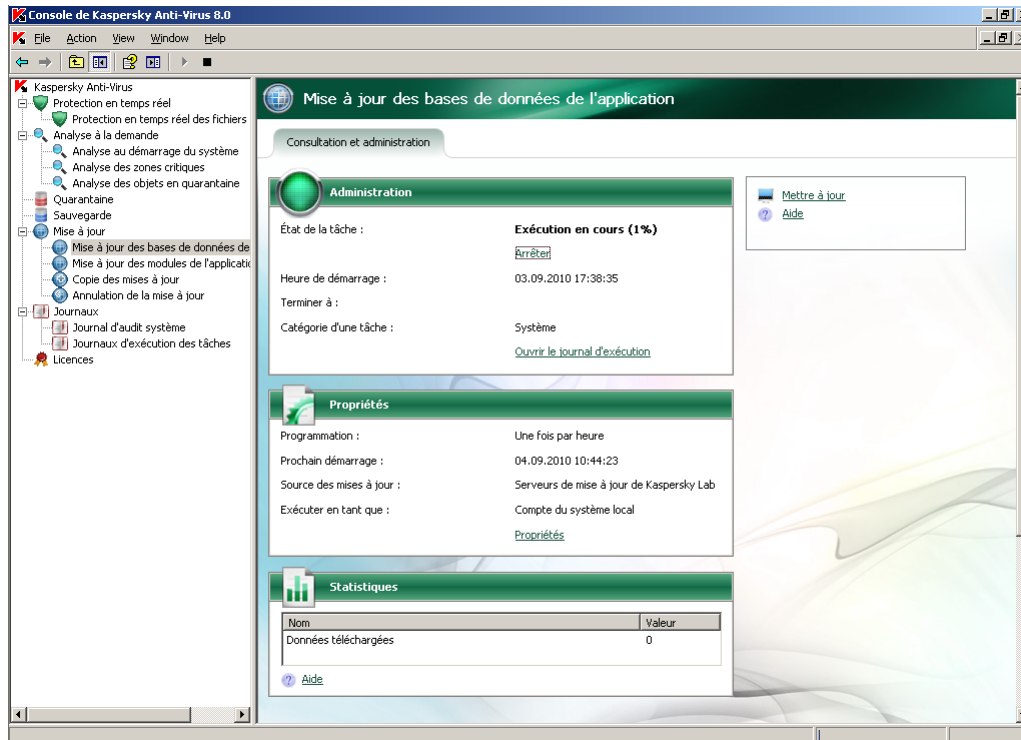 Console de Kaspersky Anti-Virus 8.0
File Action View Window Help
Kaspersky Anti-Virus
Protection en temps réel
Protection en temps réel des fichiers
Analyse à la demande
Analyse au démarrage du système
Analyse des zones critiques
Analyse des objets en quarantaine
Quarantaine
Sauvegarde
Mise à jour
Mise à jour des bases de données de
Mise à jour des modules de l'applicatio
Copie des mises à jour
Annulation de la mise à jour
Journaux
Journal d'audit système
Journaux d'exécution des tâches
Licences
Mise à jour des bases de données de l'application
Consultation et administration
Administration
État de la tâche : Exécution en cours (1%)
Arrêter
Heure de démarrage : 03.09.2010 17:38:35
Terminer à :
Catégorie d'une tâche : Système
Ouvrir le journal d'exécution
Propriétés
Programmation : Une fois par heure
Prochain démarrage : 04.09.2010 10:44:23
Source des mises à jour : Serveurs de mise à jour de Kaspersky Lab
Exécuter en tant que : Compte du système local
Propriétés
Statistiques
Nom Valeur
Données téléchargées 0
Aide
Mettre à jour
Aide